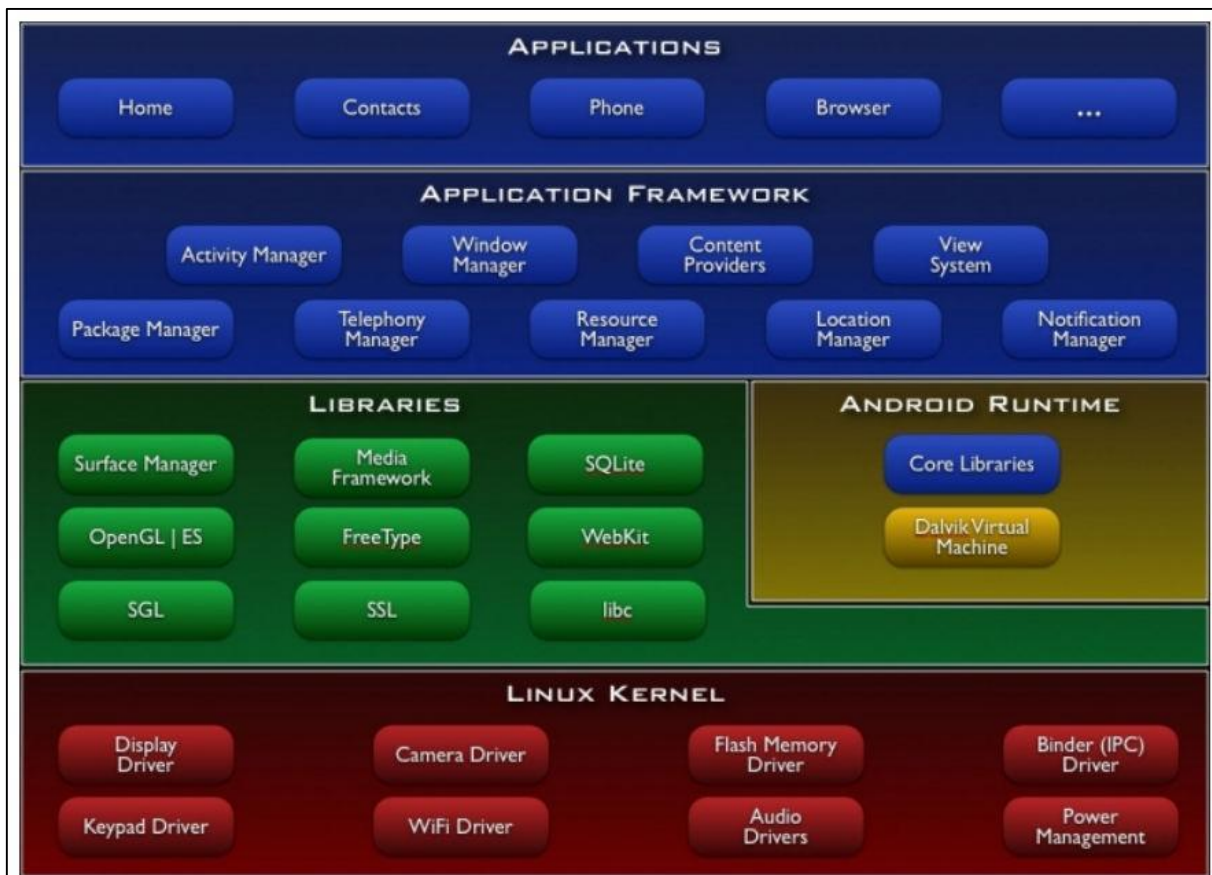 APPLICATIONS
Home
Contacts
Phone
Browser
...
APPLICATION FRAMEWORK
Activity Manager
Window
Manager
Content
Providers
View
System
Package Manager
Telephony
Manager
Resource
Manager
Location
Manager
Notification
Manager
LIBRARIES
Surface Manager
Media
Framework
SQLite
OpenGL | ES
FreeType
WebKit
SGL
SSL
libc
ANDROID RUNTIME
Core Libraries
Dalvik Virtual
Machine
LINUX KERNEL
Display
Driver
Camera Driver
Flash Memory
Driver
Binder (IPC)
Driver
Keypad Driver
WiFi Driver
Audio
Drivers
Power
Management